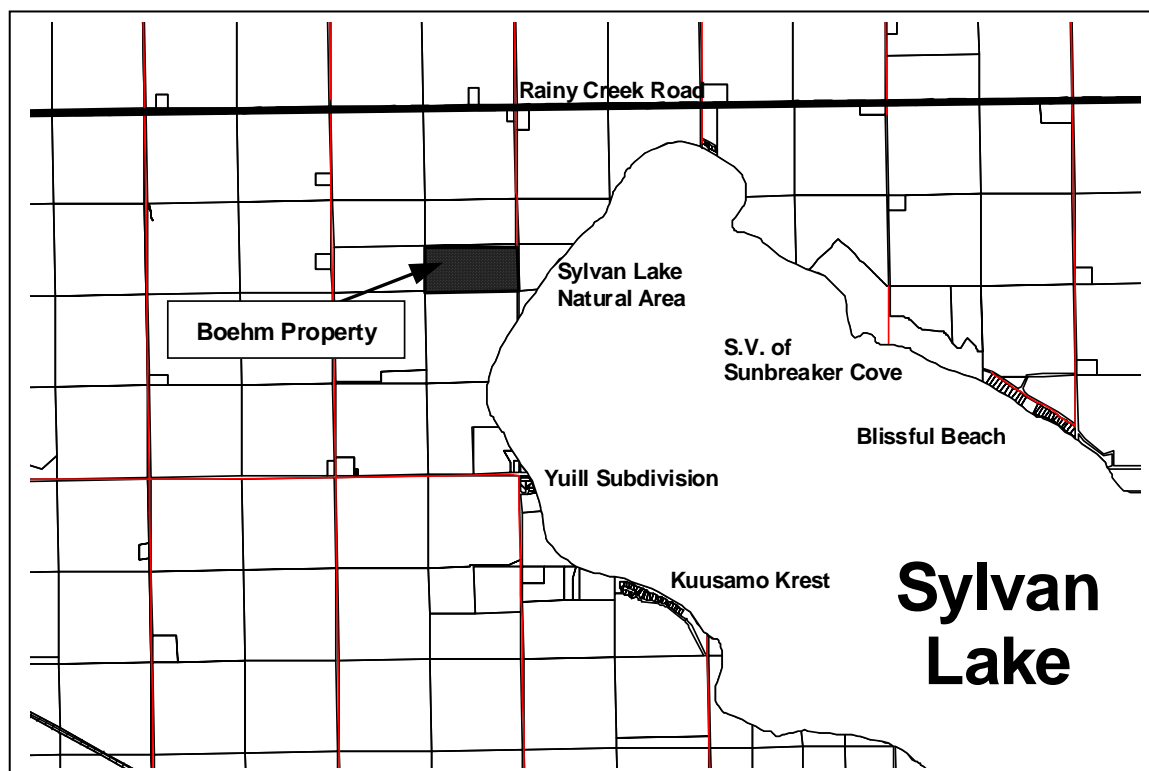 Rainy Creek Road
Sylvan Lake
Natural Area
Boehm Property
S.V. of
Sunbreaker Cove
Blissful Beach
Yuill Subdivision
Kuusamo Krest
Sylvan
Lake